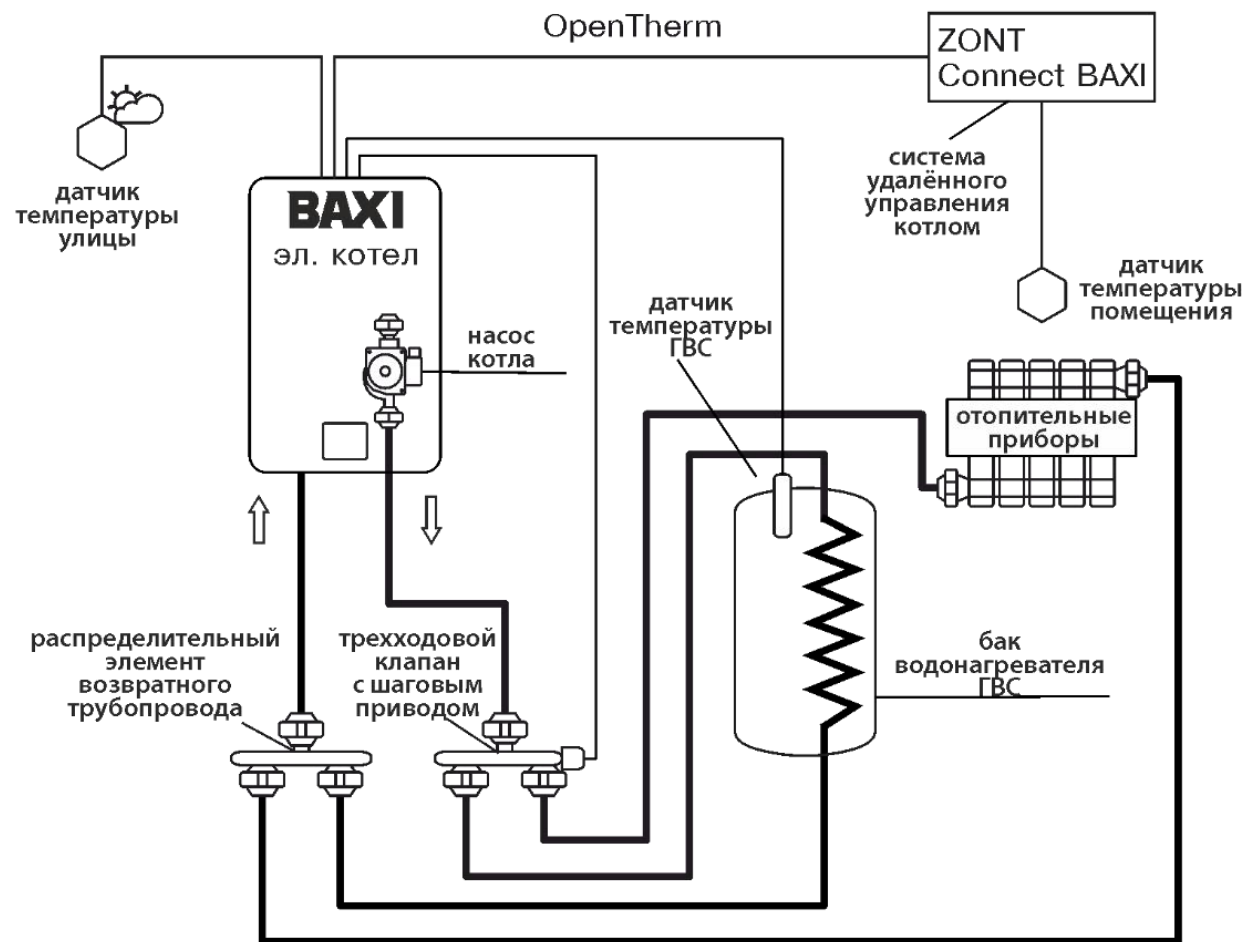 OpenTherm
ZONT
Connect BAXI
датчик
температуры
улицы
система
удалённого
управления
котлом
BAXI
эл. котел
датчик
температуры
помещения
датчик
температуры
ГВС
насос
котла
отопительные
приборы
распределительный
элемент
возвратного
трубопровода
трехходовой
клапан
с шаговым
приводом
бак
водонагревателя
ГВС